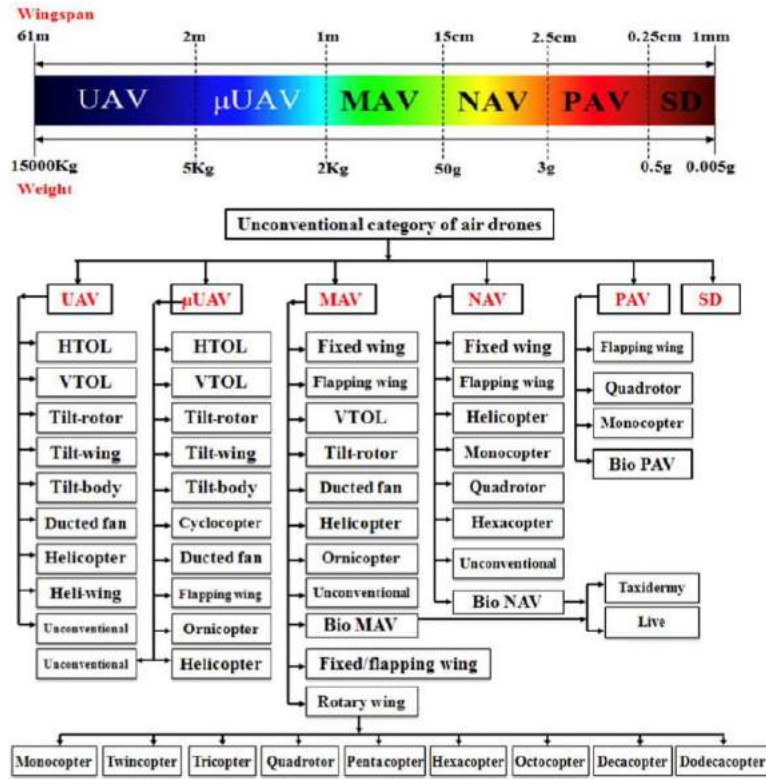 Wingspan
61m 2m 1m 15cm 2.5cm 0.25cm 1mm
UAV μUAV MAV NAV PAV SD
15000Kg 5Kg 2Kg 50g 3g 0.5g 0.005g
Weight
Unconventional category of air drones
UAV μUAV MAV NAV PAV SD
HTOL
VTOL
Tilt-rotor
Tilt-wing
Tilt-body
Ducted fan
Helicopter
Heli-wing
Unconventional
Unconventional
HTOL
VTOL
Tilt-rotor
Tilt-wing
Tilt-body
Cyclocopter
Ducted fan
Flapping wing
Ornicopter
Helicopter
Fixed wing
Flapping wing
VTOL
Tilt-rotor
Ducted fan
Helicopter
Ornicopter
Unconventional
Bio MAV
Fixed/flapping wing
Rotary wing
Fixed wing
Flapping wing
Helicopter
Monocopter
Quadrotor
Hexacopter
Unconventional
Bio NAV
Flapping wing
Quadrotor
Monocopter
Bio PAV
Taxidermy
Live
Monocopter Twincopter Tricopter Quadrotor Pentacopter Hexacopter Octocopter Decacopter Dodecacopter